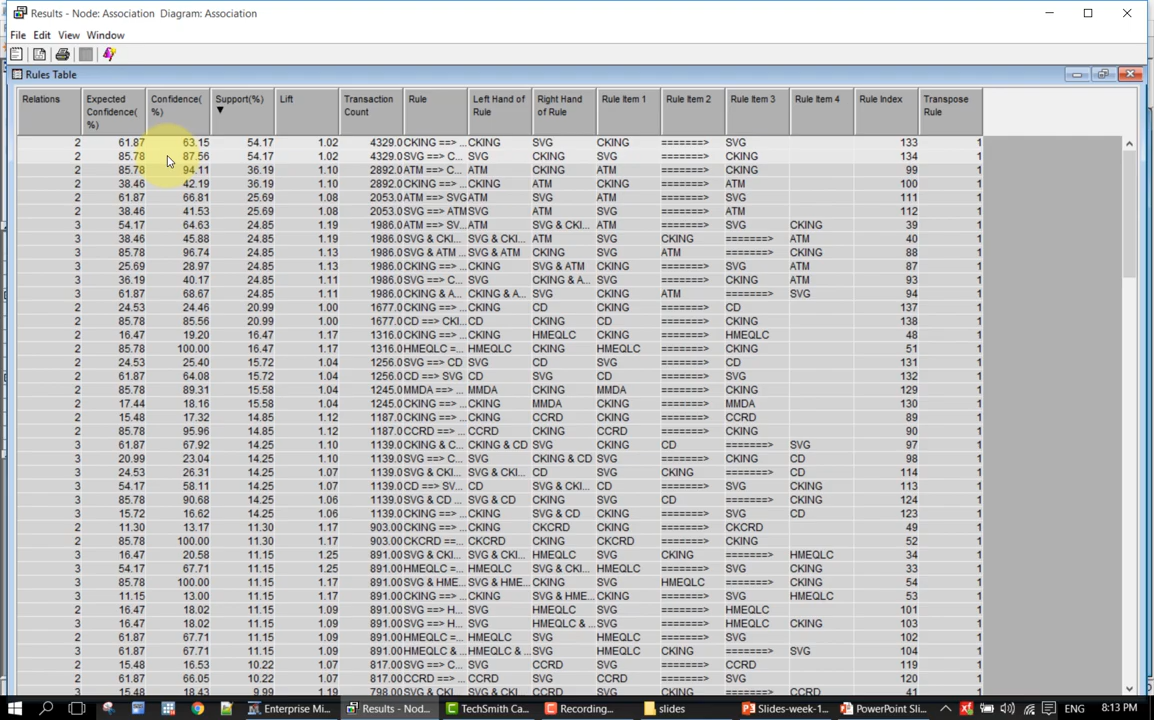 Results - Node: Association  Diagram: Association
File Edit View Window
Rules Table
Relations Expected Confidence(%) Confidence(%) Support(%) Lift Transaction Count Rule Left Hand of Rule Right Hand of Rule Rule Item 1 Rule Item 2 Rule Item 3 Rule Item 4 Rule Index Transpose Rule
2 61.87 63.15 54.17 1.02 4329.0 CKING ==> ... CKING SVG CKING =======> SVG 133 1
2 85.78 87.56 54.17 1.02 4329.0 SVG ==> C... SVG CKING SVG =======> CKING 134 1
2 85.78 94.11 36.19 1.10 2892.0 ATM ==> C... ATM CKING ATM =======> CKING 99 1
2 38.46 42.19 36.19 1.10 2892.0 CKING ==> ... CKING ATM CKING =======> ATM 100 1
2 61.87 66.81 25.69 1.08 2053.0 ATM ==> SVG ATM SVG ATM =======> SVG 111 1
2 38.46 41.53 25.69 1.08 2053.0 SVG ==> ATM SVG ATM SVG =======> ATM 112 1
3 54.17 64.63 24.85 1.19 1986.0 ATM ==> SV... ATM SVG & CKI... ATM =======> SVG CKING 39 1
3 38.46 45.88 24.85 1.19 1986.0 SVG & CKI... SVG & CKI... ATM SVG CKING =======> ATM 40 1
3 85.78 96.74 24.85 1.13 1986.0 SVG & ATM ... SVG & ATM CKING SVG ATM =======> CKING 88 1
3 25.69 28.97 24.85 1.13 1986.0 CKING ==> ... CKING SVG & ATM CKING =======> SVG ATM 87 1
3 36.19 40.17 24.85 1.11 1986.0 SVG ==> C... SVG CKING & A... SVG =======> CKING ATM 93 1
3 61.87 68.67 24.85 1.11 1986.0 CKING & A... CKING & A... SVG CKING ATM =======> SVG 94 1
2 24.53 24.46 20.99 1.00 1677.0 CKING ==> ... CKING CD CKING =======> CD 137 1
2 85.78 85.56 20.99 1.00 1677.0 CD ==> CKI... CD CKING CD =======> CKING 138 1
2 16.47 19.20 16.47 1.17 1316.0 CKING ==> ... CKING HMEQLC CKING =======> HMEQLC 48 1
2 85.78 100.00 16.47 1.17 1316.0 HMEQLC =... HMEQLC CKING HMEQLC =======> CKING 51 1
2 24.53 25.40 15.72 1.04 1256.0 SVG ==> CD SVG CD SVG =======> CD 131 1
2 61.87 64.08 15.72 1.04 1256.0 CD ==> SVG CD SVG CD =======> SVG 132 1
2 85.78 89.31 15.58 1.04 1245.0 MMDA ==> ... MMDA CKING MMDA =======> CKING 129 1
2 17.44 18.16 15.58 1.04 1245.0 CKING ==> ... CKING MMDA CKING =======> MMDA 130 1
2 15.48 17.32 14.85 1.12 1187.0 CKING ==> ... CKING CCRD CKING =======> CCRD 89 1
2 85.78 95.96 14.85 1.12 1187.0 CCRD ==> ... CCRD CKING CCRD =======> CKING 90 1
3 61.87 67.92 14.25 1.10 1139.0 CKING & C... CKING & CD SVG CKING CD =======> SVG 97 1
3 20.99 23.04 14.25 1.10 1139.0 SVG ==> C... SVG CKING & CD SVG =======> CKING CD 98 1
3 24.53 26.31 14.25 1.07 1139.0 SVG & CKI... SVG & CKI... CD SVG CKING =======> CD 114 1
3 54.17 58.11 14.25 1.07 1139.0 CD ==> SV... CD SVG & CKI... CD =======> SVG CKING 113 1
3 85.78 90.68 14.25 1.06 1139.0 SVG & CD ... SVG & CD CKING SVG CD =======> CKING 124 1
3 15.72 16.62 14.25 1.06 1139.0 CKING ==> ... CKING SVG & CD CKING =======> SVG CD 123 1
2 11.30 13.17 11.30 1.17 903.00 CKING ==> ... CKING CKCRD CKING =======> CKCRD 49 1
2 85.78 100.00 11.30 1.17 903.00 CKCRD ==... CKCRD CKING CKCRD =======> CKING 52 1
3 16.47 20.58 11.15 1.25 891.00 SVG & CKI... SVG & CKI... HMEQLC SVG CKING =======> HMEQLC 34 1
3 54.17 67.71 11.15 1.25 891.00 HMEQLC =... HMEQLC SVG & CKI... HMEQLC =======> SVG CKING 33 1
3 85.78 100.00 11.15 1.17 891.00 SVG & HME... SVG & HME... CKING SVG HMEQLC =======> CKING 54 1
3 11.15 13.00 11.15 1.17 891.00 CKING ==> ... CKING SVG & HME... CKING =======> SVG HMEQLC 53 1
2 16.47 18.02 11.15 1.09 891.00 SVG ==> H... SVG HMEQLC SVG =======> HMEQLC 101 1
3 16.47 18.02 11.15 1.09 891.00 SVG ==> H... SVG HMEQLC & ... SVG =======> HMEQLC CKING 103 1
2 61.87 67.71 11.15 1.09 891.00 HMEQLC =... HMEQLC SVG HMEQLC =======> SVG 102 1
3 61.87 67.71 11.15 1.09 891.00 HMEQLC & ... HMEQLC & ... SVG HMEQLC CKING =======> SVG 104 1
2 15.48 16.53 10.22 1.07 817.00 SVG ==> C... SVG CCRD SVG =======> CCRD 119 1
2 61.87 66.05 10.22 1.07 817.00 CCRD ==> ... CCRD SVG CCRD =======> SVG 120 1
3 15.48 18.43 9.99 1.19 798.00 SVG & CKI... SVG & CKI... CCRD SVG CKING =======> CCRD 41 1
Enterprise Mi... Results - Nod... TechSmith Ca... Recording... slides Slides-week-1... PowerPoint Sli... ENG 8:13 PM